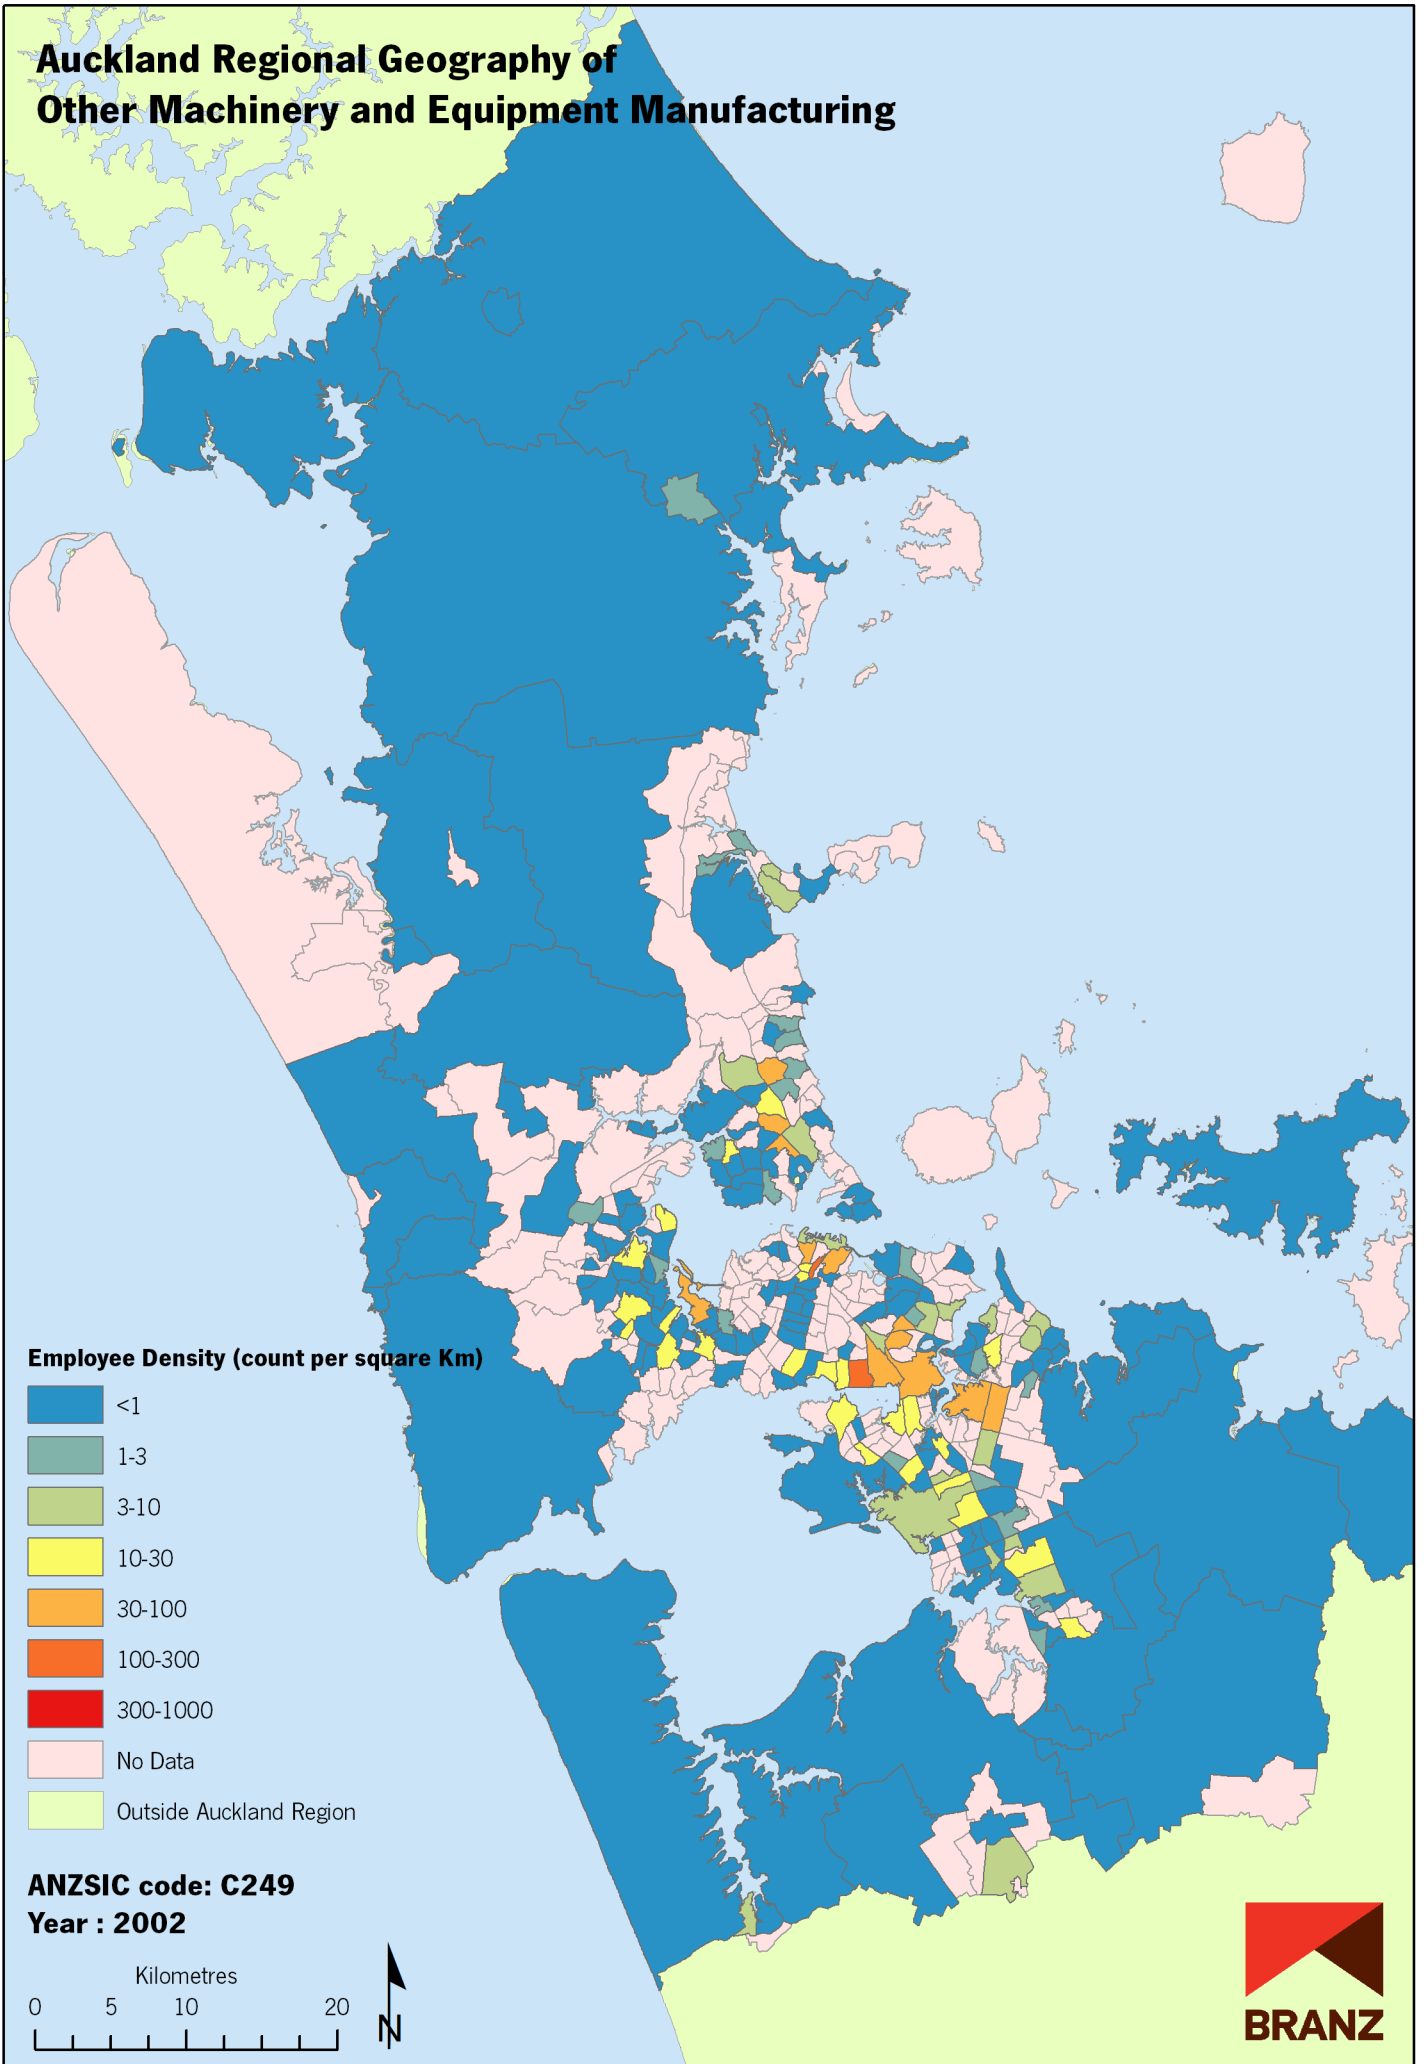 Auckland Regional Geography of
Other Machinery and Equipment Manufacturing
Employee Density (count per square Km)
<1
1-3
3-10
10-30
30-100
100-300
300-1000
No Data
Outside Auckland Region
ANZSIC code: C249
Year : 2002
Kilometres
0 5 10 20
N
BRANZ